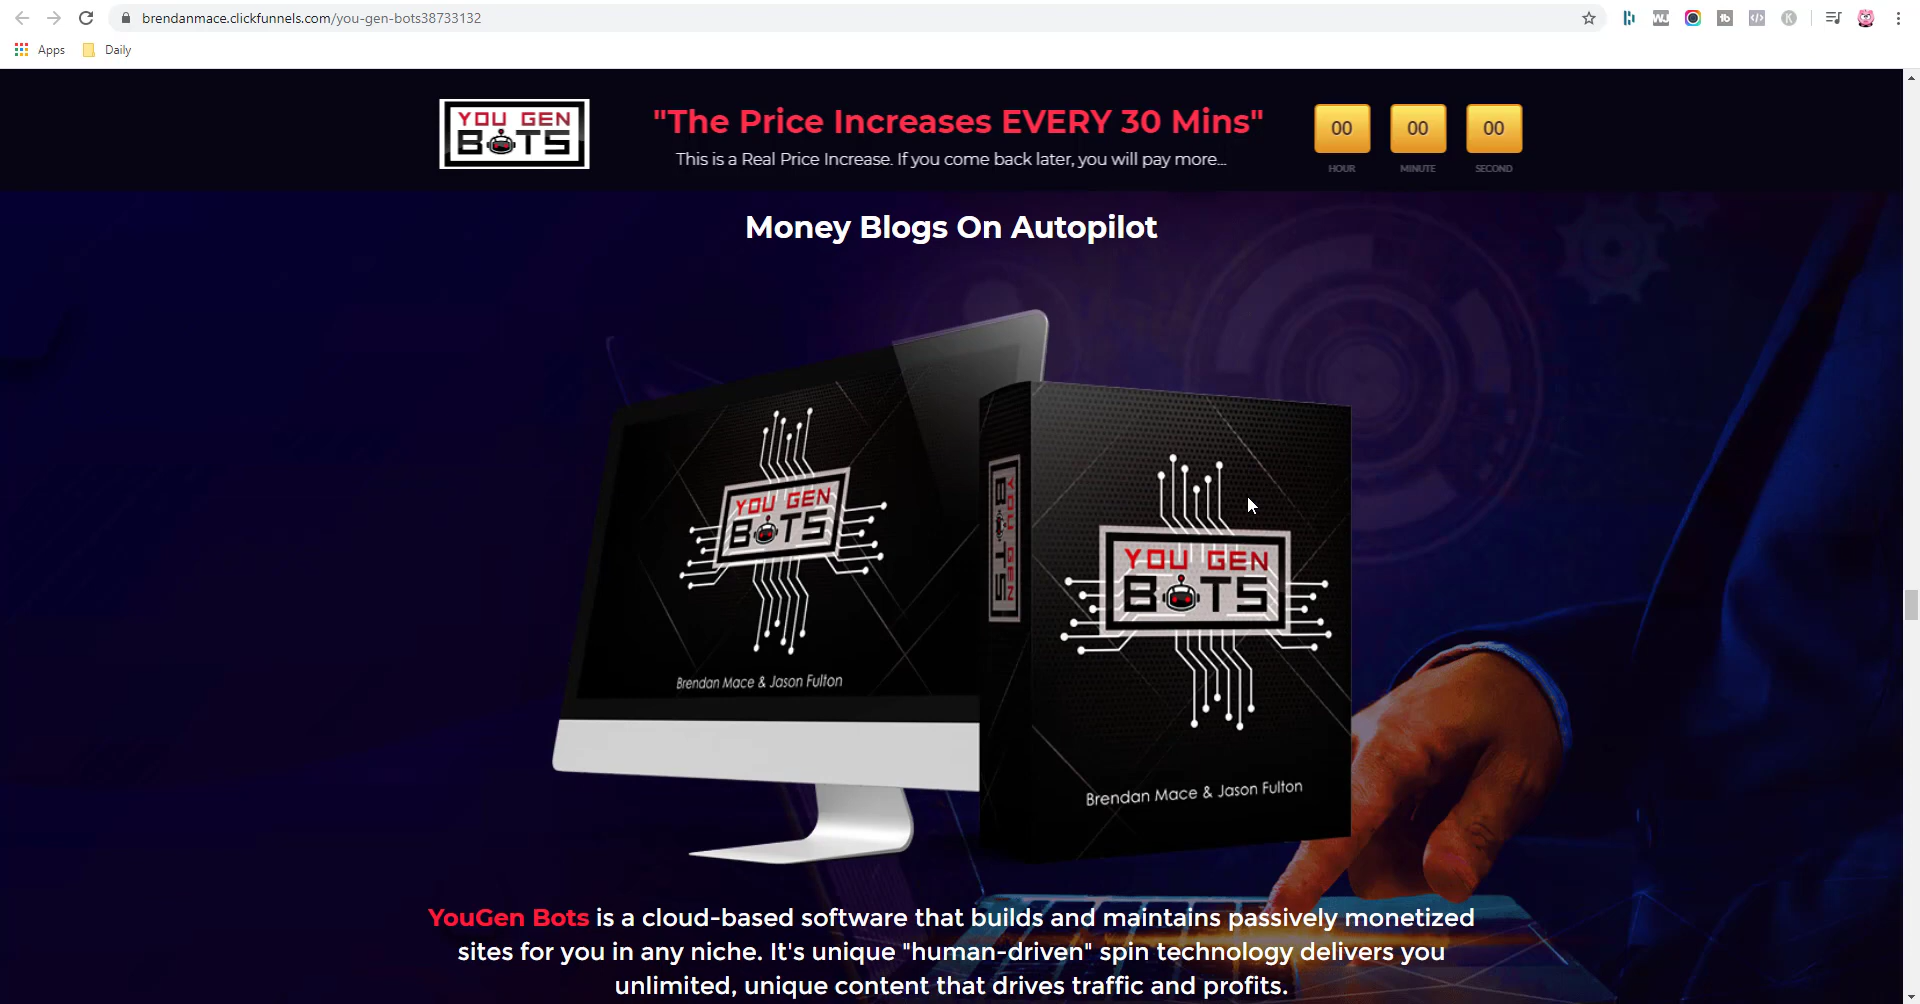 brendanmace.clickfunnels.com/you-gen-bots38733132
Apps
Daily
YOU GEN
BOTS
"The Price Increases EVERY 30 Mins"
This is a Real Price Increase. If you come back later, you will pay more...
00
00
00
HOUR
MINUTE
SECOND
Money Blogs On Autopilot
YOU GEN
BOTS
Brendan Mace & Jason Fulton
YOU GEN
BOTS
YOU GEN
BOTS
Brendan Mace & Jason Fulton
YouGen Bots is a cloud-based software that builds and maintains passively monetized
sites for you in any niche. It's unique "human-driven" spin technology delivers you
unlimited, unique content that drives traffic and profits.